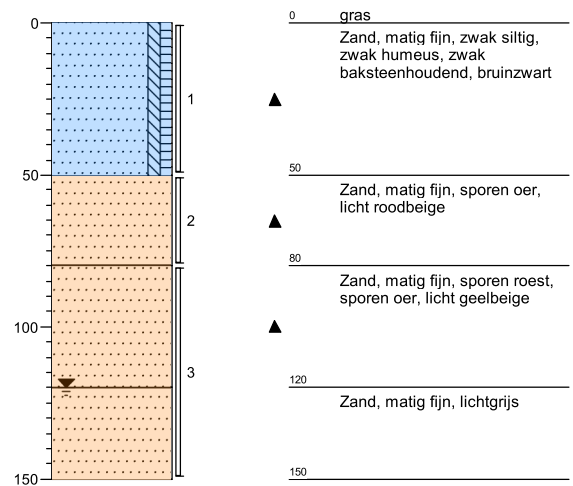 0
50
100
150
1
2
3
0
gras
Zand, matig fijn, zwak siltig,
zwak humeus, zwak
baksteenhoudend, bruinzwart
50
Zand, matig fijn, sporen oer,
licht roodbeige
80
Zand, matig fijn, sporen roest,
sporen oer, licht geelbeige
120
Zand, matig fijn, lichtgrijs
150